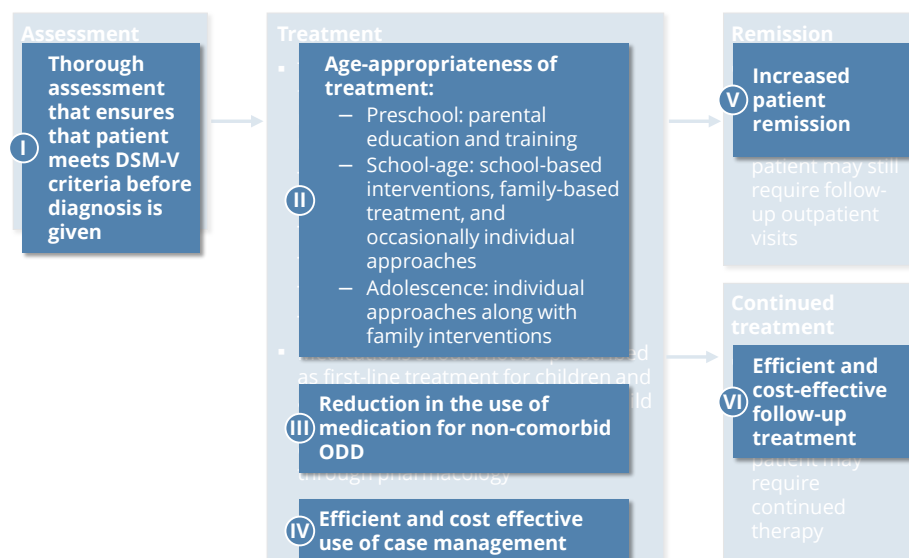 Assessment
I
Thorough
assessment
that ensures
that patient
meets DSM-V
criteria before
diagnosis is
given
Treatment
II
Age-appropriateness of
treatment:
– Preschool: parental
education and training
– School-age: school-based
interventions, family-based
treatment, and
occasionally individual
approaches
– Adolescence: individual
approaches along with
family interventions
as first-line treatment for children and
III
Reduction in the use of
medication for non-comorbid
ODD
through pharmacology
IV
Efficient and cost effective
use of case management
Remission
V
Increased
patient
remission
patient may still
require follow-
up outpatient
visits
Continued
treatment
VI
Efficient and
cost-effective
follow-up
treatment
patient may
require
continued
therapy